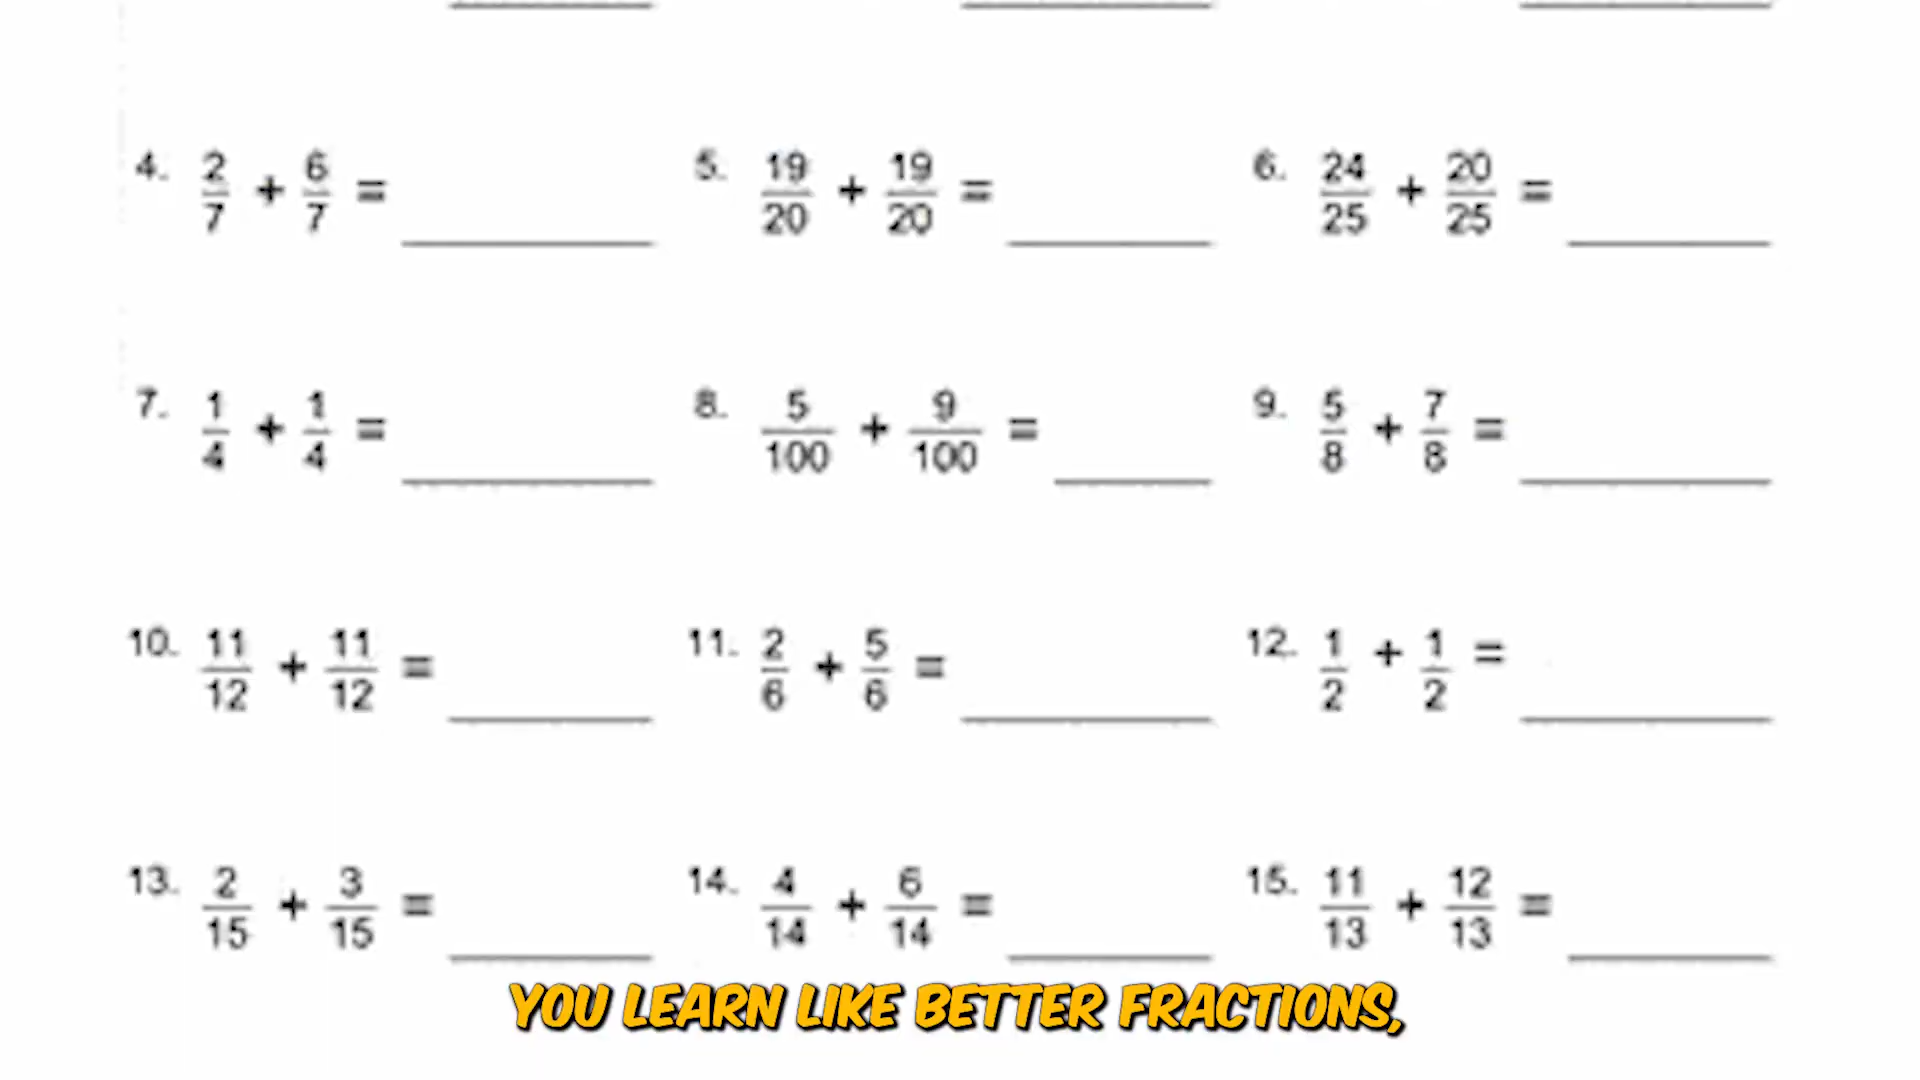 4. 2/7 + 6/7 = 5. 19/20 + 19/20 = 6. 24/25 + 20/25 =
7. 1/4 + 1/4 = 8. 5/100 + 9/100 = 9. 5/8 + 7/8 =
10. 11/12 + 11/12 = 11. 2/6 + 5/6 = 12. 1/2 + 1/2 =
13. 2/15 + 3/15 = 14. 4/14 + 6/14 = 15. 11/13 + 12/13 =
YOU LEARN LIKE BETTER FRACTIONS,